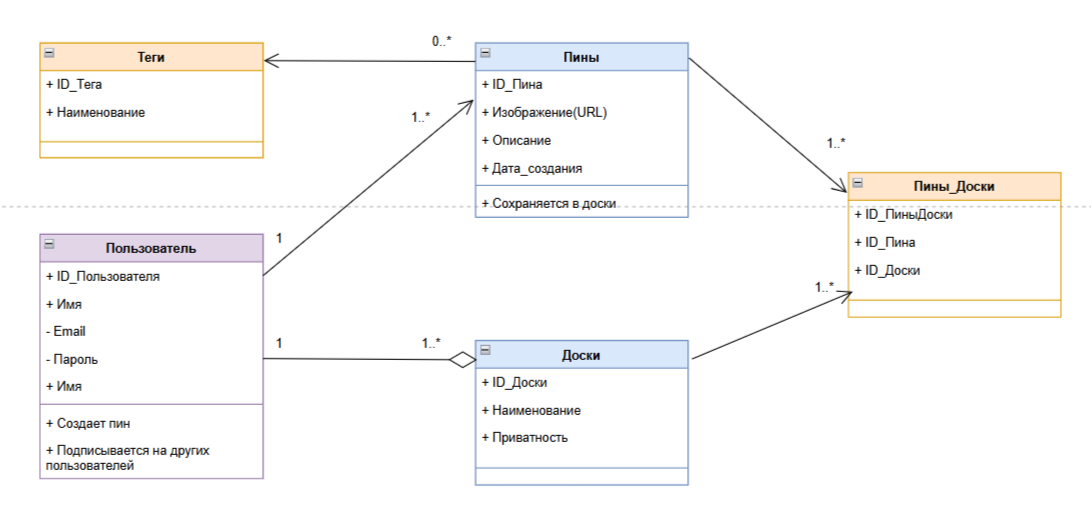 0..*
Теги
+ ID_Тега
+ Наименование
Пины
+ ID_Пина
+ Изображение(URL)
+ Описание
+ Дата_создания
+ Сохраняется в доски
1..*
1..*
Пины_Доски
+ ID_ПиныДоски
+ ID_Пина
+ ID_Доски
1
Пользователь
+ ID_Пользователя
+ Имя
- Email
- Пароль
+ Имя
+ Создает пин
+ Подписывается на других
пользователей
1..*
1
1..*
Доски
+ ID_Доски
+ Наименование
+ Приватность